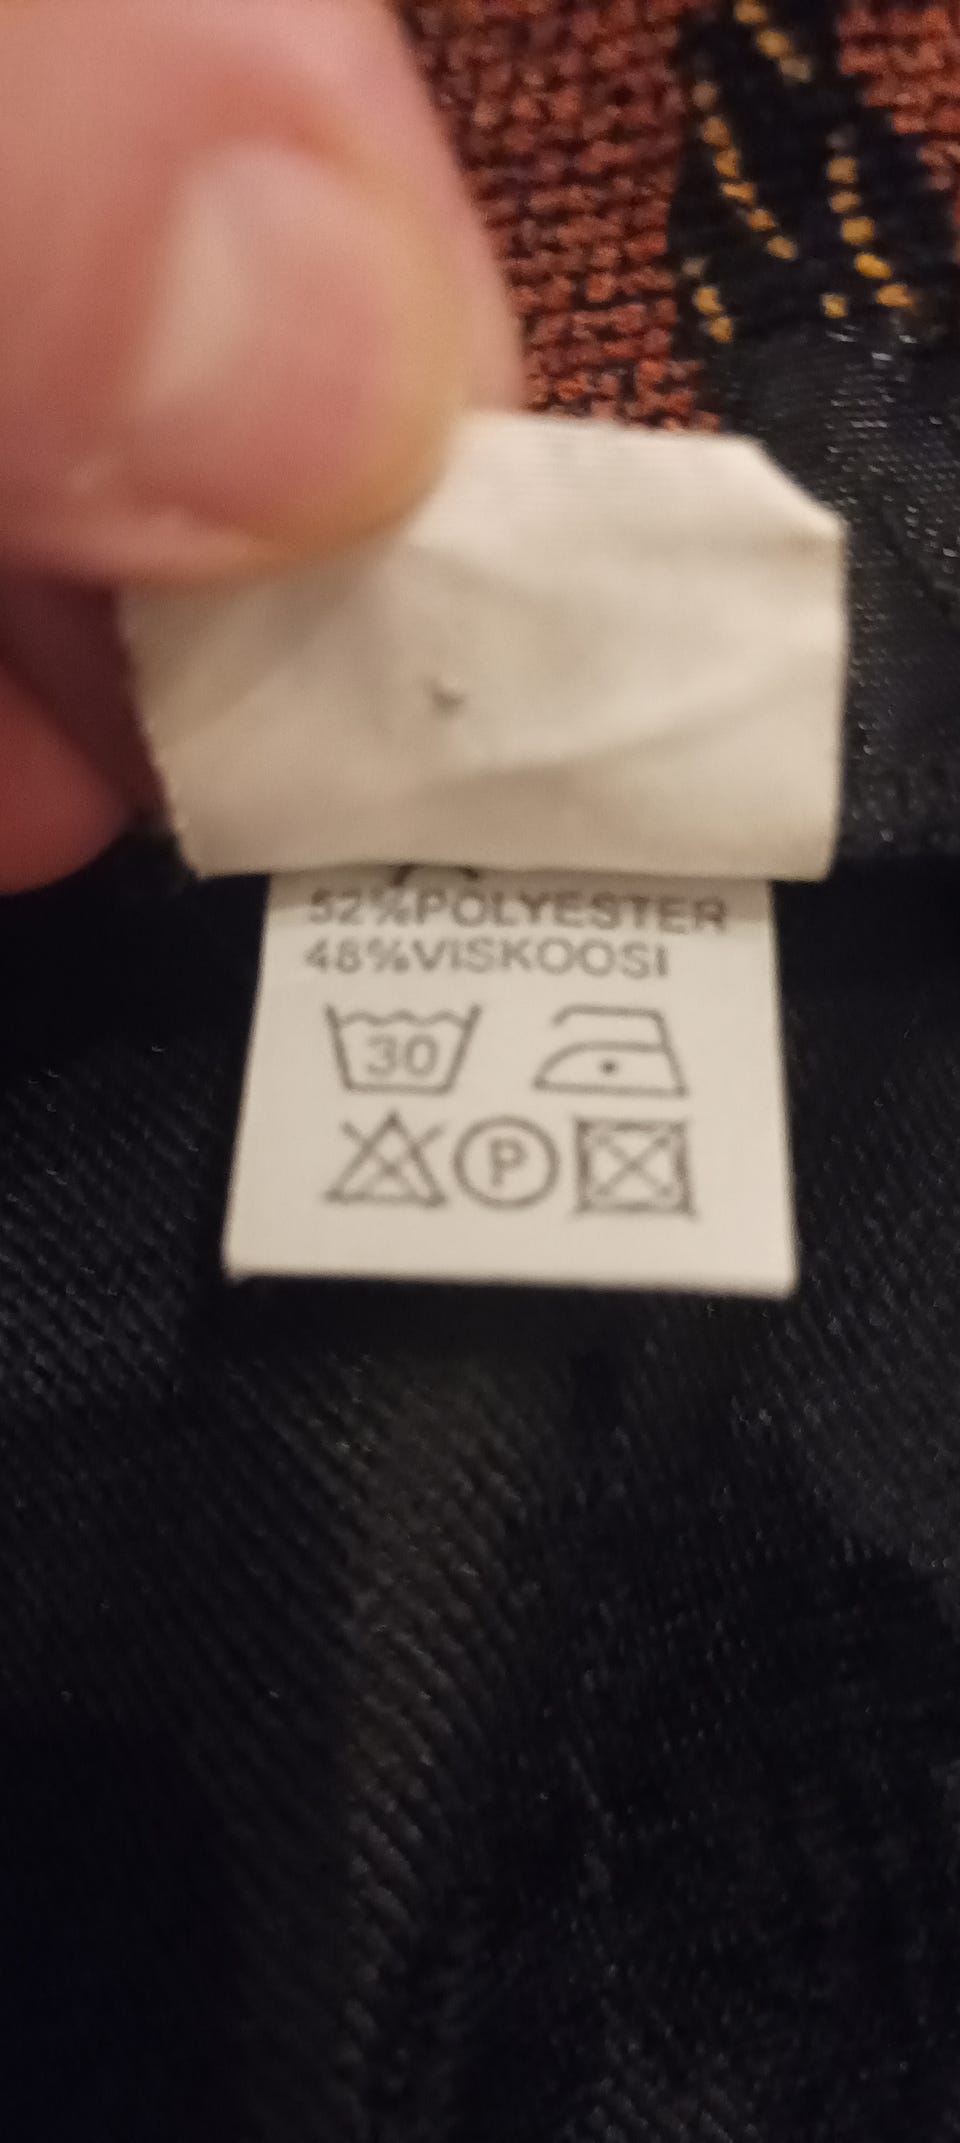 52%POLYESTER
48%VISKOOSI
30
P